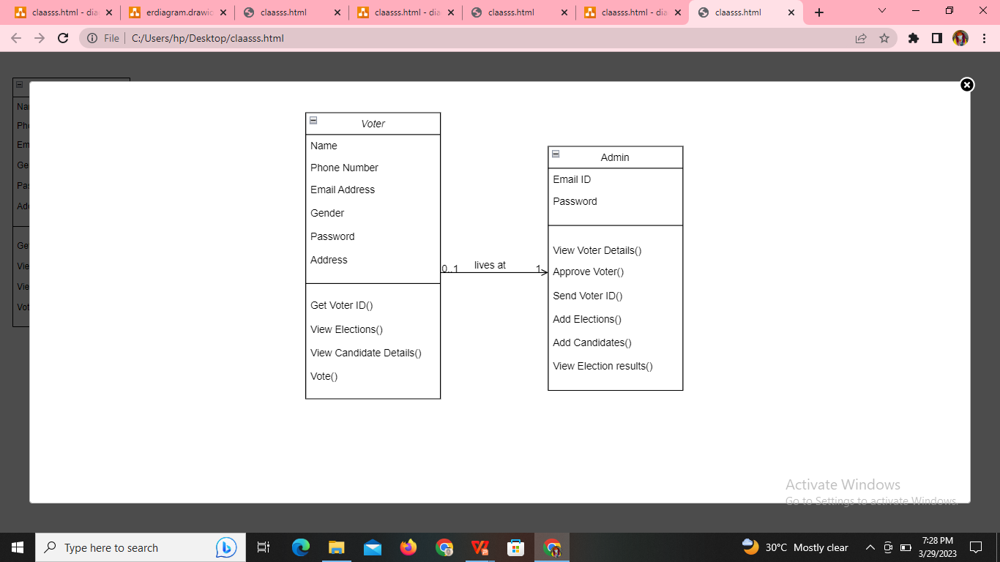 claasss.html - dia
erdiagram.drawio
claasss.html
claasss.html - dia
claasss.html
claasss.html - dia
claasss.html
File
C:/Users/hp/Desktop/claasss.html
Voter
Name
Phone Number
Email Address
Gender
Password
Address
Get Voter ID()
View Elections()
View Candidate Details()
Vote()
0..1
lives at
1
Admin
Email ID
Password
View Voter Details()
Approve Voter()
Send Voter ID()
Add Elections()
Add Candidates()
View Election results()
Na
Ph
Em
Ge
Pas
Ad
Ge
Vie
Vie
Vot
Activate Windows
Go to Settings to activate Windows.
Type here to search
30°C Mostly clear
7:28 PM
3/29/2023